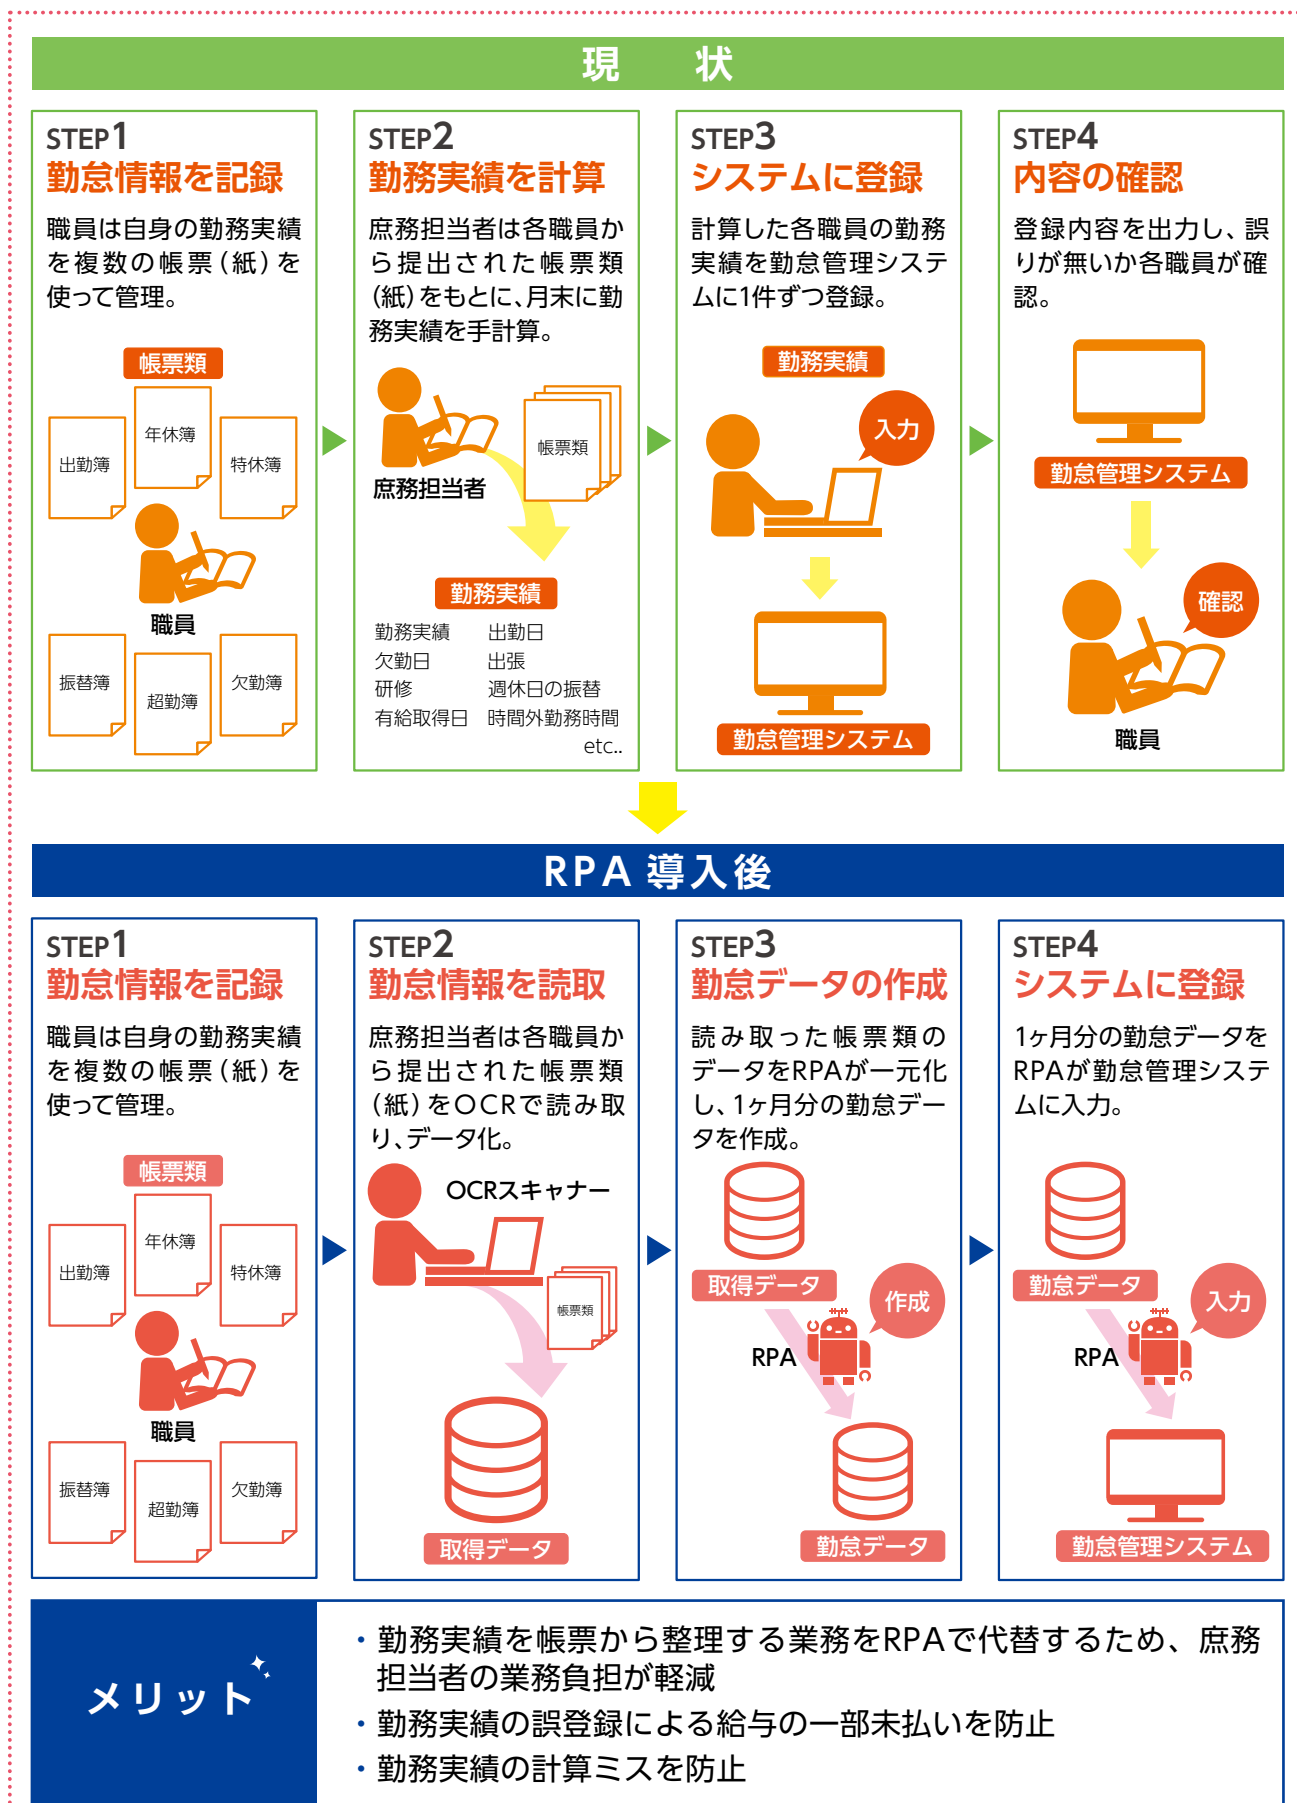 現状
STEP1
勤怠情報を記録
職員は自身の勤務実績
を複数の帳票（紙）を
使って管理。
帳票類
年休簿
出勤簿
特休簿
職員
振替簿
超勤簿
欠勤簿
STEP2
勤務実績を計算
庶務担当者は各職員か
ら提出された帳票類
（紙）をもとに、月末に勤
務実績を手計算。
帳票類
庶務担当者
勤務実績
勤務実績　出勤日
欠勤日　出張
研修　週休日の振替
有給取得日　時間外勤務時間
etc..
STEP3
システムに登録
計算した各職員の勤務
実績を勤怠管理システ
ムに1件ずつ登録。
勤務実績
入力
勤怠管理システム
STEP4
内容の確認
登録内容を出力し、誤
りが無いか各職員が確
認。
勤怠管理システム
確認
職員
RPA 導入後
STEP1
勤怠情報を記録
職員は自身の勤務実績
を複数の帳票（紙）を
使って管理。
帳票類
年休簿
出勤簿
特休簿
職員
振替簿
超勤簿
欠勤簿
STEP2
勤怠情報を読取
庶務担当者は各職員か
ら提出された帳票類
（紙）をOCRで読み取
り、データ化。
OCRスキャナー
帳票類
取得データ
STEP3
勤怠データの作成
読み取った帳票類の
データをRPAが一元化
し、1ヶ月分の勤怠デー
タを作成。
取得データ
作成
RPA
勤怠データ
STEP4
システムに登録
1ヶ月分の勤怠データを
RPAが勤怠管理システ
ムに入力。
勤怠データ
入力
RPA
勤怠管理システム
メリット
・勤務実績を帳票から整理する業務をRPAで代替するため、庶務
担当者の業務負担が軽減
・勤務実績の誤登録による給与の一部未払いを防止
・勤務実績の計算ミスを防止